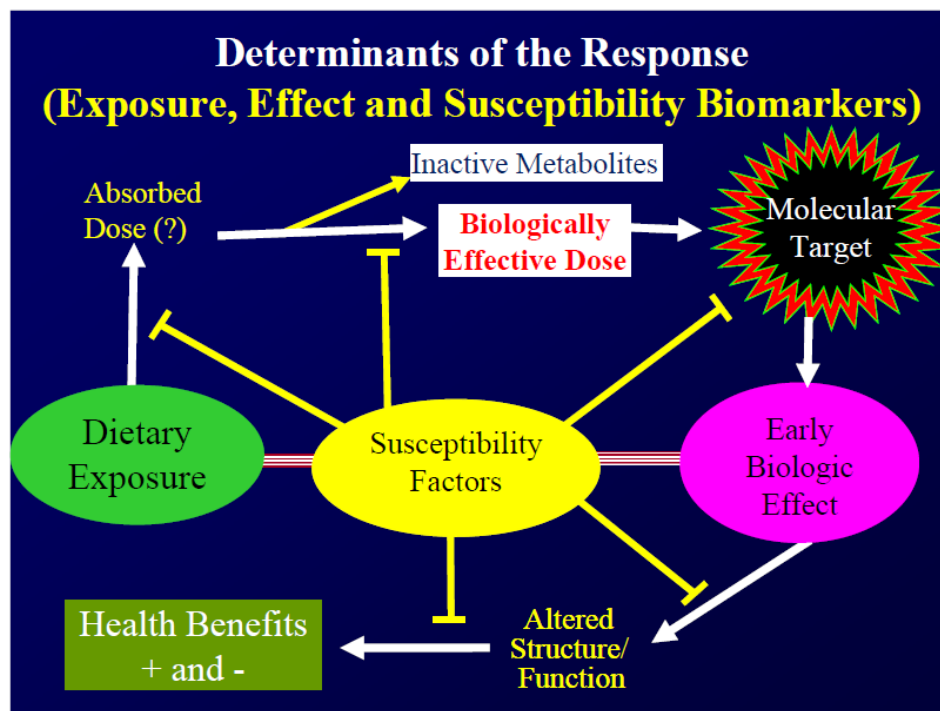 Determinants of the Response
(Exposure, Effect and Susceptibility Biomarkers)
Inactive Metabolites
Absorbed
Dose (?)
Biologically
Effective Dose
Molecular
Target
Dietary
Exposure
Susceptibility
Factors
Early
Biologic
Effect
Health Benefits
+ and -
Altered
Structure/
Function